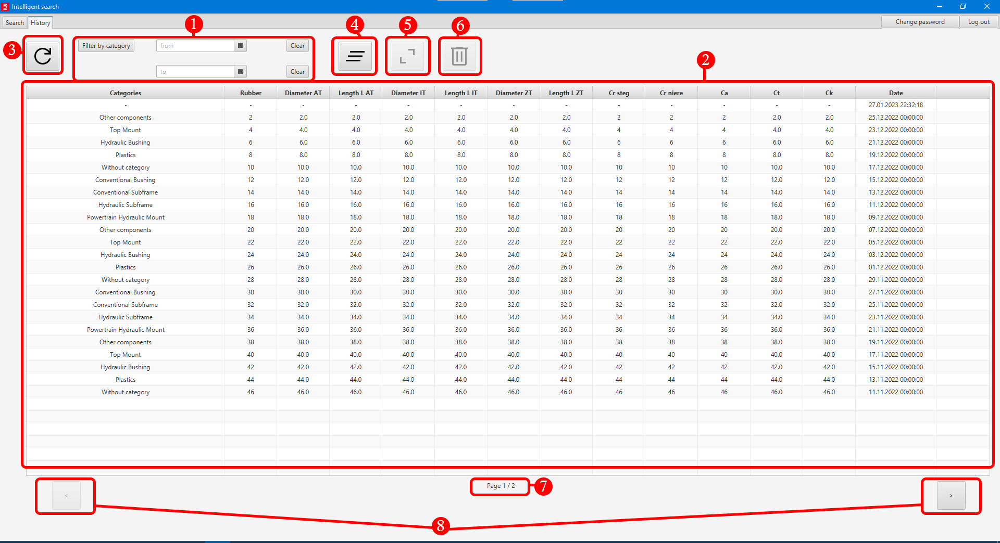 Intelligent search
Search History Change password Log out
1 4 5 6
3 Filter by category from Clear
to Clear
2
Categories Rubber Diameter AT Length L AT Diameter IT Length L IT Diameter ZT Length L ZT Cr steg Cr niere Ca Ct Ck Date
- - - - - - - - - - - - - 27.01.2023 22:32:18
Other components 2 2.0 2.0 2.0 2.0 2.0 2.0 2 2 2 2.0 2.0 25.12.2022 00:00:00
Top Mount 4 4.0 4.0 4.0 4.0 4.0 4.0 4 4 4 4.0 4.0 23.12.2022 00:00:00
Hydraulic Bushing 6 6.0 6.0 6.0 6.0 6.0 6.0 6 6 6 6.0 6.0 21.12.2022 00:00:00
Plastics 8 8.0 8.0 8.0 8.0 8.0 8.0 8 8 8 8.0 8.0 19.12.2022 00:00:00
Without category 10 10.0 10.0 10.0 10.0 10.0 10.0 10 10 10 10.0 10.0 17.12.2022 00:00:00
Conventional Bushing 12 12.0 12.0 12.0 12.0 12.0 12.0 12 12 12 12.0 12.0 15.12.2022 00:00:00
Conventional Subframe 14 14.0 14.0 14.0 14.0 14.0 14.0 14 14 14 14.0 14.0 13.12.2022 00:00:00
Hydraulic Subframe 16 16.0 16.0 16.0 16.0 16.0 16.0 16 16 16 16.0 16.0 11.12.2022 00:00:00
Powertrain Hydraulic Mount 18 18.0 18.0 18.0 18.0 18.0 18.0 18 18 18 18.0 18.0 09.12.2022 00:00:00
Other components 20 20.0 20.0 20.0 20.0 20.0 20.0 20 20 20 20.0 20.0 07.12.2022 00:00:00
Top Mount 22 22.0 22.0 22.0 22.0 22.0 22.0 22 22 22 22.0 22.0 05.12.2022 00:00:00
Hydraulic Bushing 24 24.0 24.0 24.0 24.0 24.0 24.0 24 24 24 24.0 24.0 03.12.2022 00:00:00
Plastics 26 26.0 26.0 26.0 26.0 26.0 26.0 26 26 26 26.0 26.0 01.12.2022 00:00:00
Without category 28 28.0 28.0 28.0 28.0 28.0 28.0 28 28 28 28.0 28.0 29.11.2022 00:00:00
Conventional Bushing 30 30.0 30.0 30.0 30.0 30.0 30.0 30 30 30 30.0 30.0 27.11.2022 00:00:00
Conventional Subframe 32 32.0 32.0 32.0 32.0 32.0 32.0 32 32 32 32.0 32.0 25.11.2022 00:00:00
Hydraulic Subframe 34 34.0 34.0 34.0 34.0 34.0 34.0 34 34 34 34.0 34.0 23.11.2022 00:00:00
Powertrain Hydraulic Mount 36 36.0 36.0 36.0 36.0 36.0 36.0 36 36 36 36.0 36.0 21.11.2022 00:00:00
Other components 38 38.0 38.0 38.0 38.0 38.0 38.0 38 38 38 38.0 38.0 19.11.2022 00:00:00
Top Mount 40 40.0 40.0 40.0 40.0 40.0 40.0 40 40 40 40.0 40.0 17.11.2022 00:00:00
Hydraulic Bushing 42 42.0 42.0 42.0 42.0 42.0 42.0 42 42 42 42.0 42.0 15.11.2022 00:00:00
Plastics 44 44.0 44.0 44.0 44.0 44.0 44.0 44 44 44 44.0 44.0 13.11.2022 00:00:00
Without category 46 46.0 46.0 46.0 46.0 46.0 46.0 46 46 46 46.0 46.0 11.11.2022 00:00:00
Page 1 / 2 7
< >
8